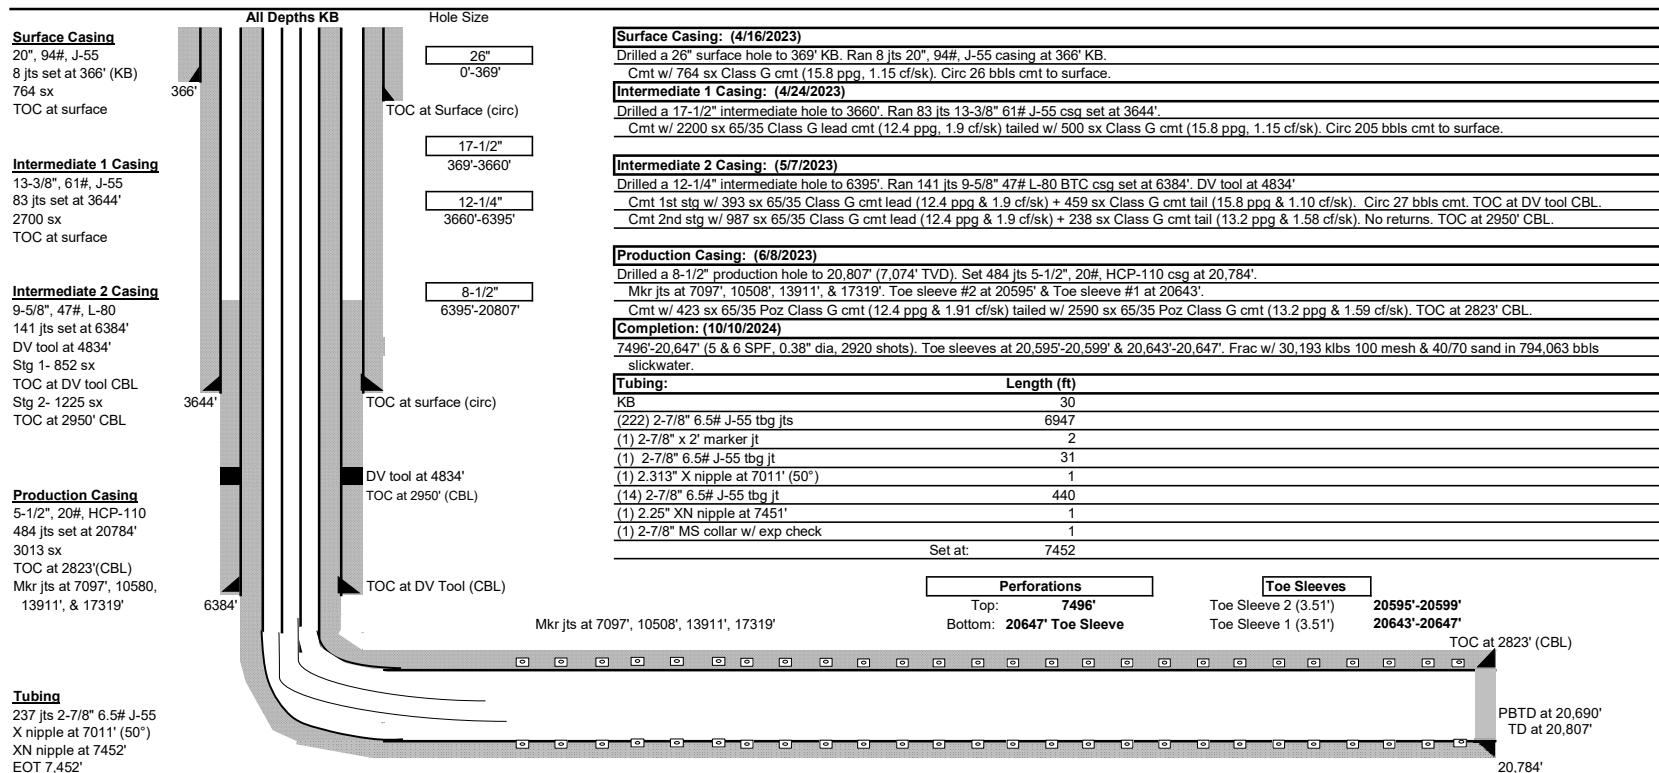 All Depths KB
Hole Size
Surface Casing
20", 94#, J-55
8 jts set at 366' (KB)
764 sx
TOC at surface
366'
TOC at Surface (circ)
26"
0'-369'
17-1/2"
369'-3660'
12-1/4"
3660'-6395'
8-1/2"
6395'-20807'
Intermediate 1 Casing
13-3/8", 61#, J-55
83 jts set at 3644'
2700 sx
TOC at surface
Intermediate 2 Casing
9-5/8", 47#, L-80
141 jts set at 6384'
DV tool at 4834'
Stg 1- 852 sx
TOC at DV tool CBL
Stg 2- 1225 sx
TOC at 2950' CBL
3644'
TOC at surface (circ)
DV tool at 4834'
TOC at 2950' (CBL)
Production Casing
5-1/2", 20#, HCP-110
484 jts set at 20784'
3013 sx
TOC at 2823'(CBL)
Mkr jts at 7097', 10580,
13911', & 17319'
6384'
TOC at DV Tool (CBL)
Tubing
237 jts 2-7/8" 6.5# J-55
X nipple at 7011' (50°)
XN nipple at 7452'
EOT 7,452'
Surface Casing: (4/16/2023)
Drilled a 26" surface hole to 369' KB. Ran 8 jts 20", 94#, J-55 casing at 366' KB.
Cmt w/ 764 sx Class G cmt (15.8 ppg, 1.15 cf/sk). Circ 26 bbls cmt to surface.
Intermediate 1 Casing: (4/24/2023)
Drilled a 17-1/2" intermediate hole to 3660'. Ran 83 jts 13-3/8" 61# J-55 csg set at 3644'.
Cmt w/ 2200 sx 65/35 Class G lead cmt (12.4 ppg, 1.9 cf/sk) tailed w/ 500 sx Class G cmt (15.8 ppg, 1.15 cf/sk). Circ 205 bbls cmt to surface.
Intermediate 2 Casing: (5/7/2023)
Drilled a 12-1/4" intermediate hole to 6395'. Ran 141 jts 9-5/8" 47# L-80 BTC csg set at 6384'. DV tool at 4834'
Cmt 1st stg w/ 393 sx 65/35 Class G cmt lead (12.4 ppg & 1.9 cf/sk) + 459 sx Class G cmt tail (15.8 ppg & 1.10 cf/sk). Circ 27 bbls cmt. TOC at DV tool CBL.
Cmt 2nd stg w/ 987 sx 65/35 Class G cmt lead (12.4 ppg & 1.9 cf/sk) + 238 sx Class G cmt tail (13.2 ppg & 1.58 cf/sk). No returns. TOC at 2950' CBL.
Production Casing: (6/8/2023)
Drilled a 8-1/2" production hole to 20,807' (7,074' TVD). Set 484 jts 5-1/2", 20#, HCP-110 csg at 20,784'.
Mkr jts at 7097', 10508', 13911', & 17319'. Toe sleeve #2 at 20595' & Toe sleeve #1 at 20643'.
Cmt w/ 423 sx 65/35 Poz Class G cmt (12.4 ppg & 1.91 cf/sk) tailed w/ 2590 sx 65/35 Poz Class G cmt (13.2 ppg & 1.59 cf/sk). TOC at 2823' CBL.
Completion: (10/10/2024)
7496'-20,647' (5 & 6 SPF, 0.38" dia, 2920 shots). Toe sleeves at 20,595'-20,599' & 20,643'-20,647'. Frac w/ 30,193 klbs 100 mesh & 40/70 sand in 794,063 bbls
slickwater.
Tubing: Length (ft)
KB 30
(222) 2-7/8" 6.5# J-55 tbg jts 6947
(1) 2-7/8" x 2' marker jt 2
(1) 2-7/8" 6.5# J-55 tbg jt 31
(1) 2.313" X nipple at 7011' (50°) 1
(14) 2-7/8" 6.5# J-55 tbg jt 440
(1) 2.25" XN nipple at 7451' 1
(1) 2-7/8" MS collar w/ exp check 1
Set at: 7452
Perforations
Top: 7496'
Bottom: 20647' Toe Sleeve
Toe Sleeves
Toe Sleeve 2 (3.51') 20595'-20599'
Toe Sleeve 1 (3.51') 20643'-20647'
Mkr jts at 7097', 10508', 13911', 17319'
TOC at 2823' (CBL)
PBTD at 20,690'
TD at 20,807'
20,784'